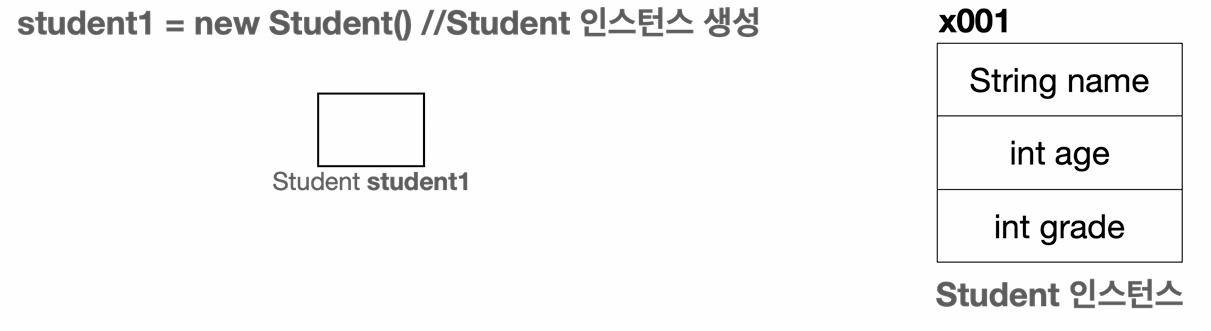 student1 = new Student() //Student 인스턴스 생성
x001
String name
int age
int grade
Student student1
Student 인스턴스